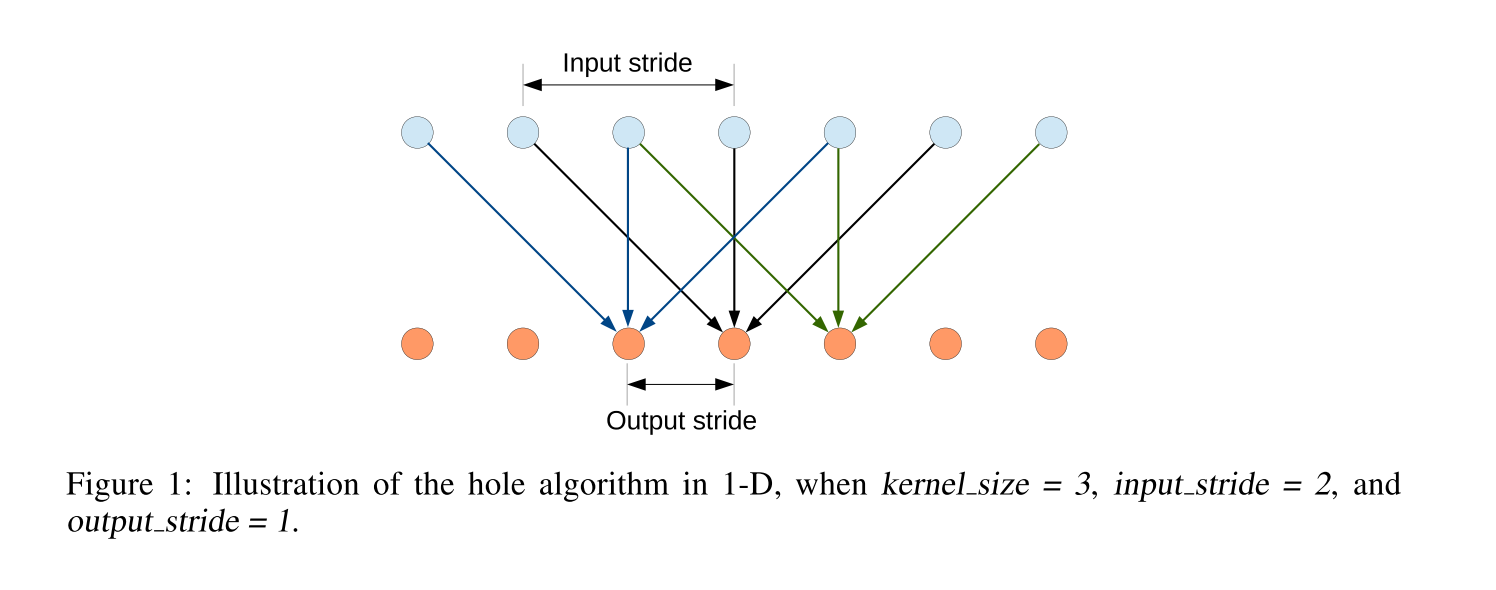 Input stride
Output stride
Figure 1: Illustration of the hole algorithm in 1-D, when kernel_size = 3, input_stride = 2, and
output_stride = 1.